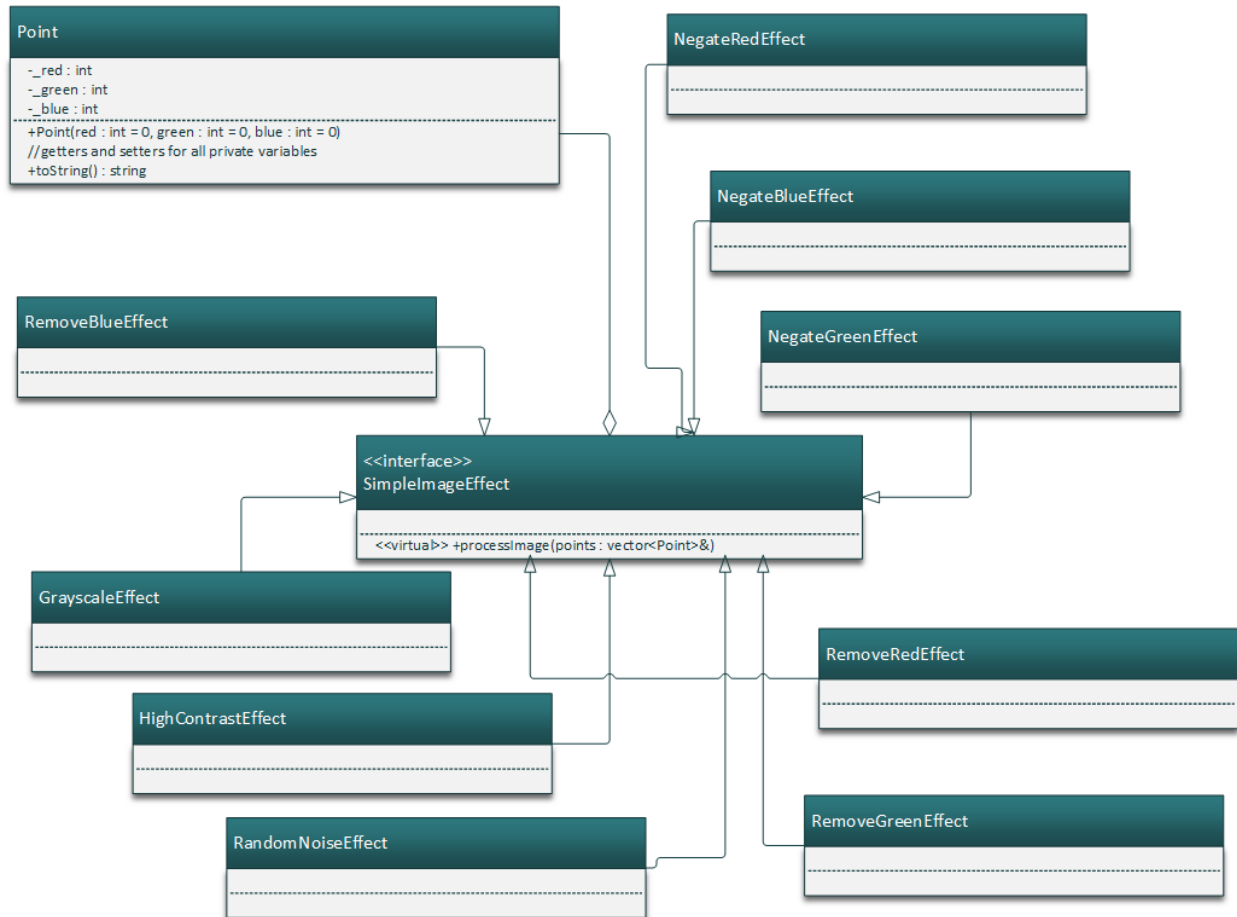 Point
-_red : int
-_green : int
-_blue : int
+Point(red : int = 0, green : int = 0, blue : int = 0)
//getters and setters for all private variables
+toString() : string
NegateRedEffect
NegateBlueEffect
RemoveBlueEffect
NegateGreenEffect
<<interface>>
SimpleImageEffect
<<virtual>> +processImage(points : vector<Point>&)
GrayscaleEffect
RemoveRedEffect
HighContrastEffect
RemoveGreenEffect
RandomNoiseEffect